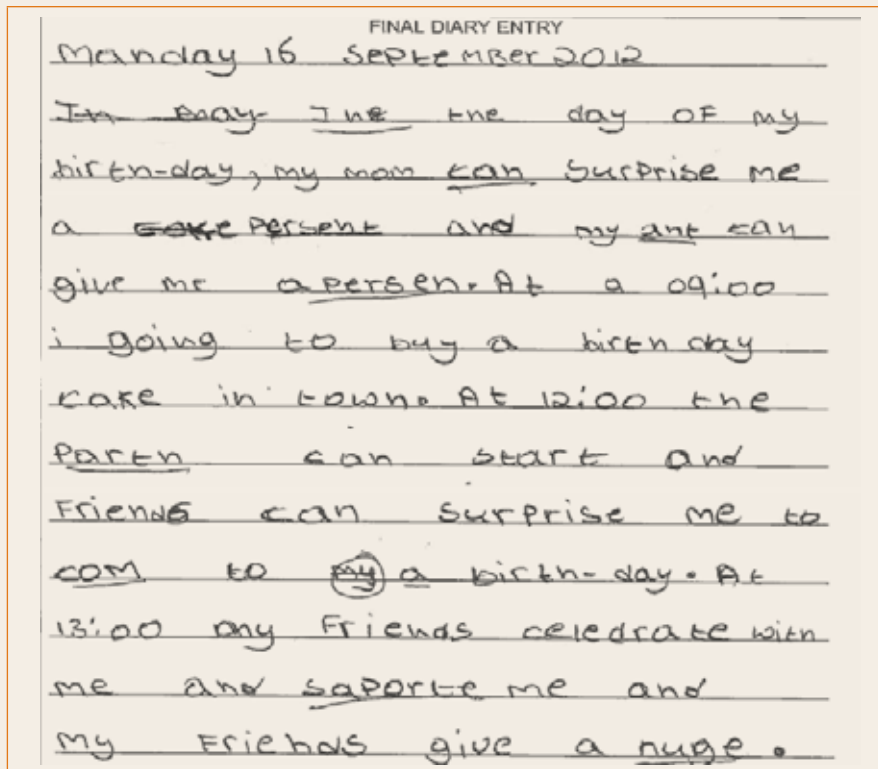 FINAL DIARY ENTRY
Manday 16 September 2012
In may Ine the day of my
birth-day, my mom can surprise me
a cake persent and my ant can
give me a persen. At a 09:00
i going to buy a birth day
cake in town. At 12:00 the
Parth can start and
Friends can surprise me to
com to my a birth-day. At
13:00 my Friends celedrate with
me and saporte me and
my Friends give a huge.